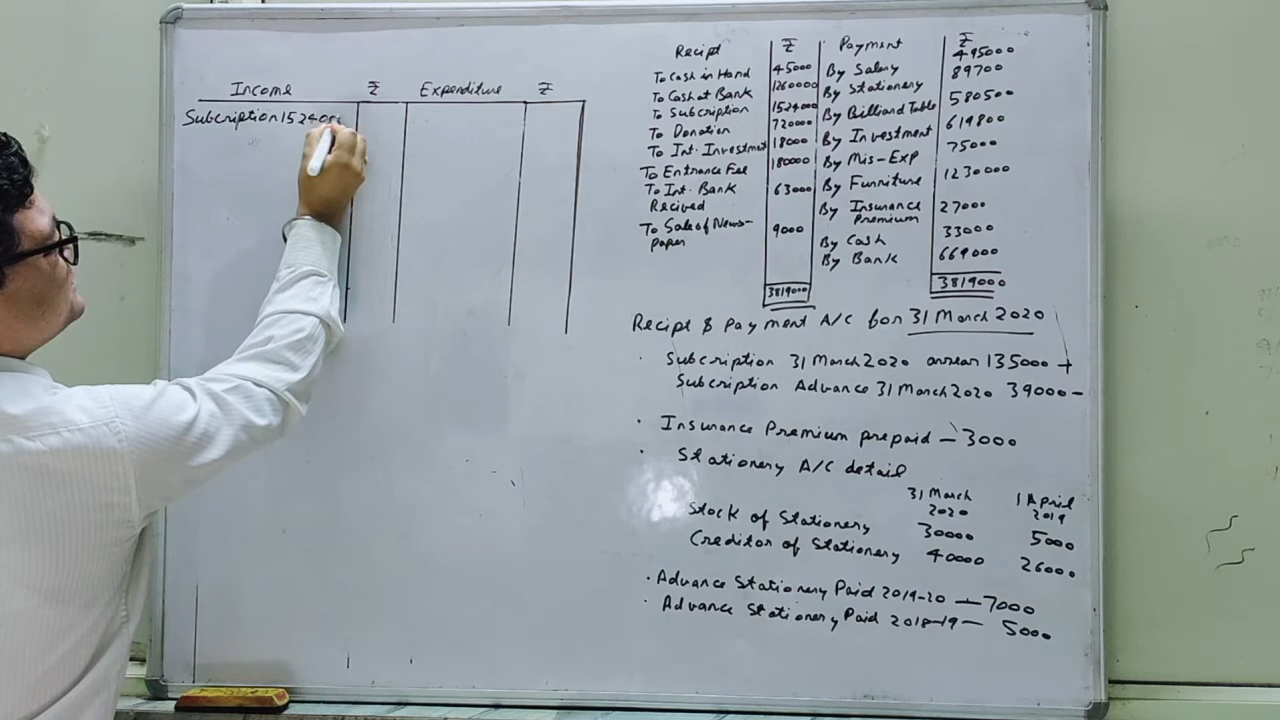 Income ₹ Expenditure ₹
Subcription 15240
Recipt ₹ Payment ₹
To Cash in Hand 45000 By Salary 495000
To Cash at Bank 1260000 By Stationery 89700
To Subscription 1524000 By Billiard Table 580500
To Donation 720000 By Investment 619800
To Int. Investment 18000 By Mis-Exp 75000
To Entrance Fee 180000 By Furniture 1230000
To Int. Bank 63000 By Insurance 27000
Recived Premium
To Sale of News- 9000 By Cash 33000
paper By Bank 669000
3819000 3819000
Recipt & Payment A/C for 31 March 2020
· Subscription 31 March 2020 arrear 135000 +
Subscription Advance 31 March 2020 39000 -
· Insurance Premium prepaid - 3000
· Stationery A/C detail
31 March 1 Apriel
2020 2019
Stock of Stationery 30000 5000
Creditor of Stationery 40000 26000
· Advance Stationery Paid 2019-20 - 7000
· Advance Stationery Paid 2018-19 - 5000